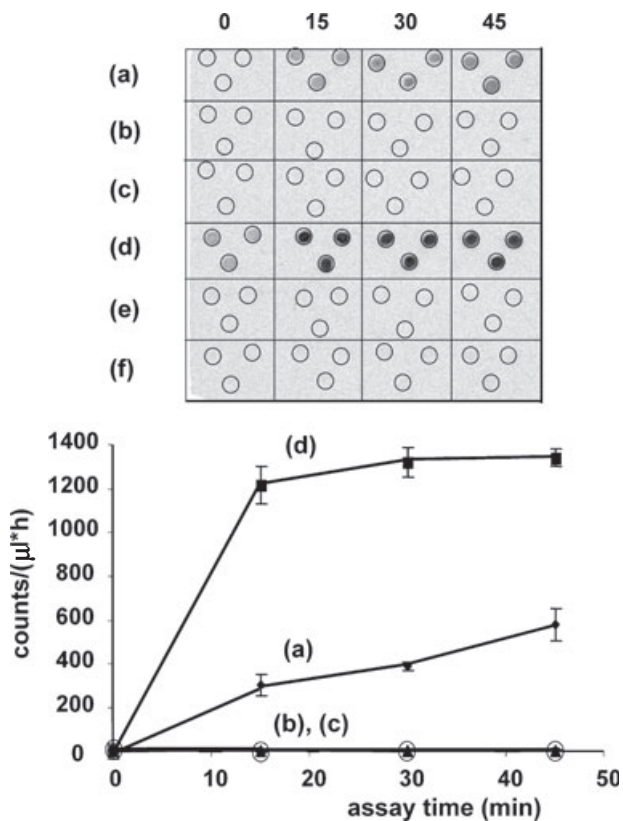 0 15 30 45
(a)
(b)
(c)
(d)
(e)
(f)
1400
1200
1000
800
600
400
200
0
counts/(μl*h)
(d)
(a)
(b), (c)
0 10 20 30 40 50
assay time (min)